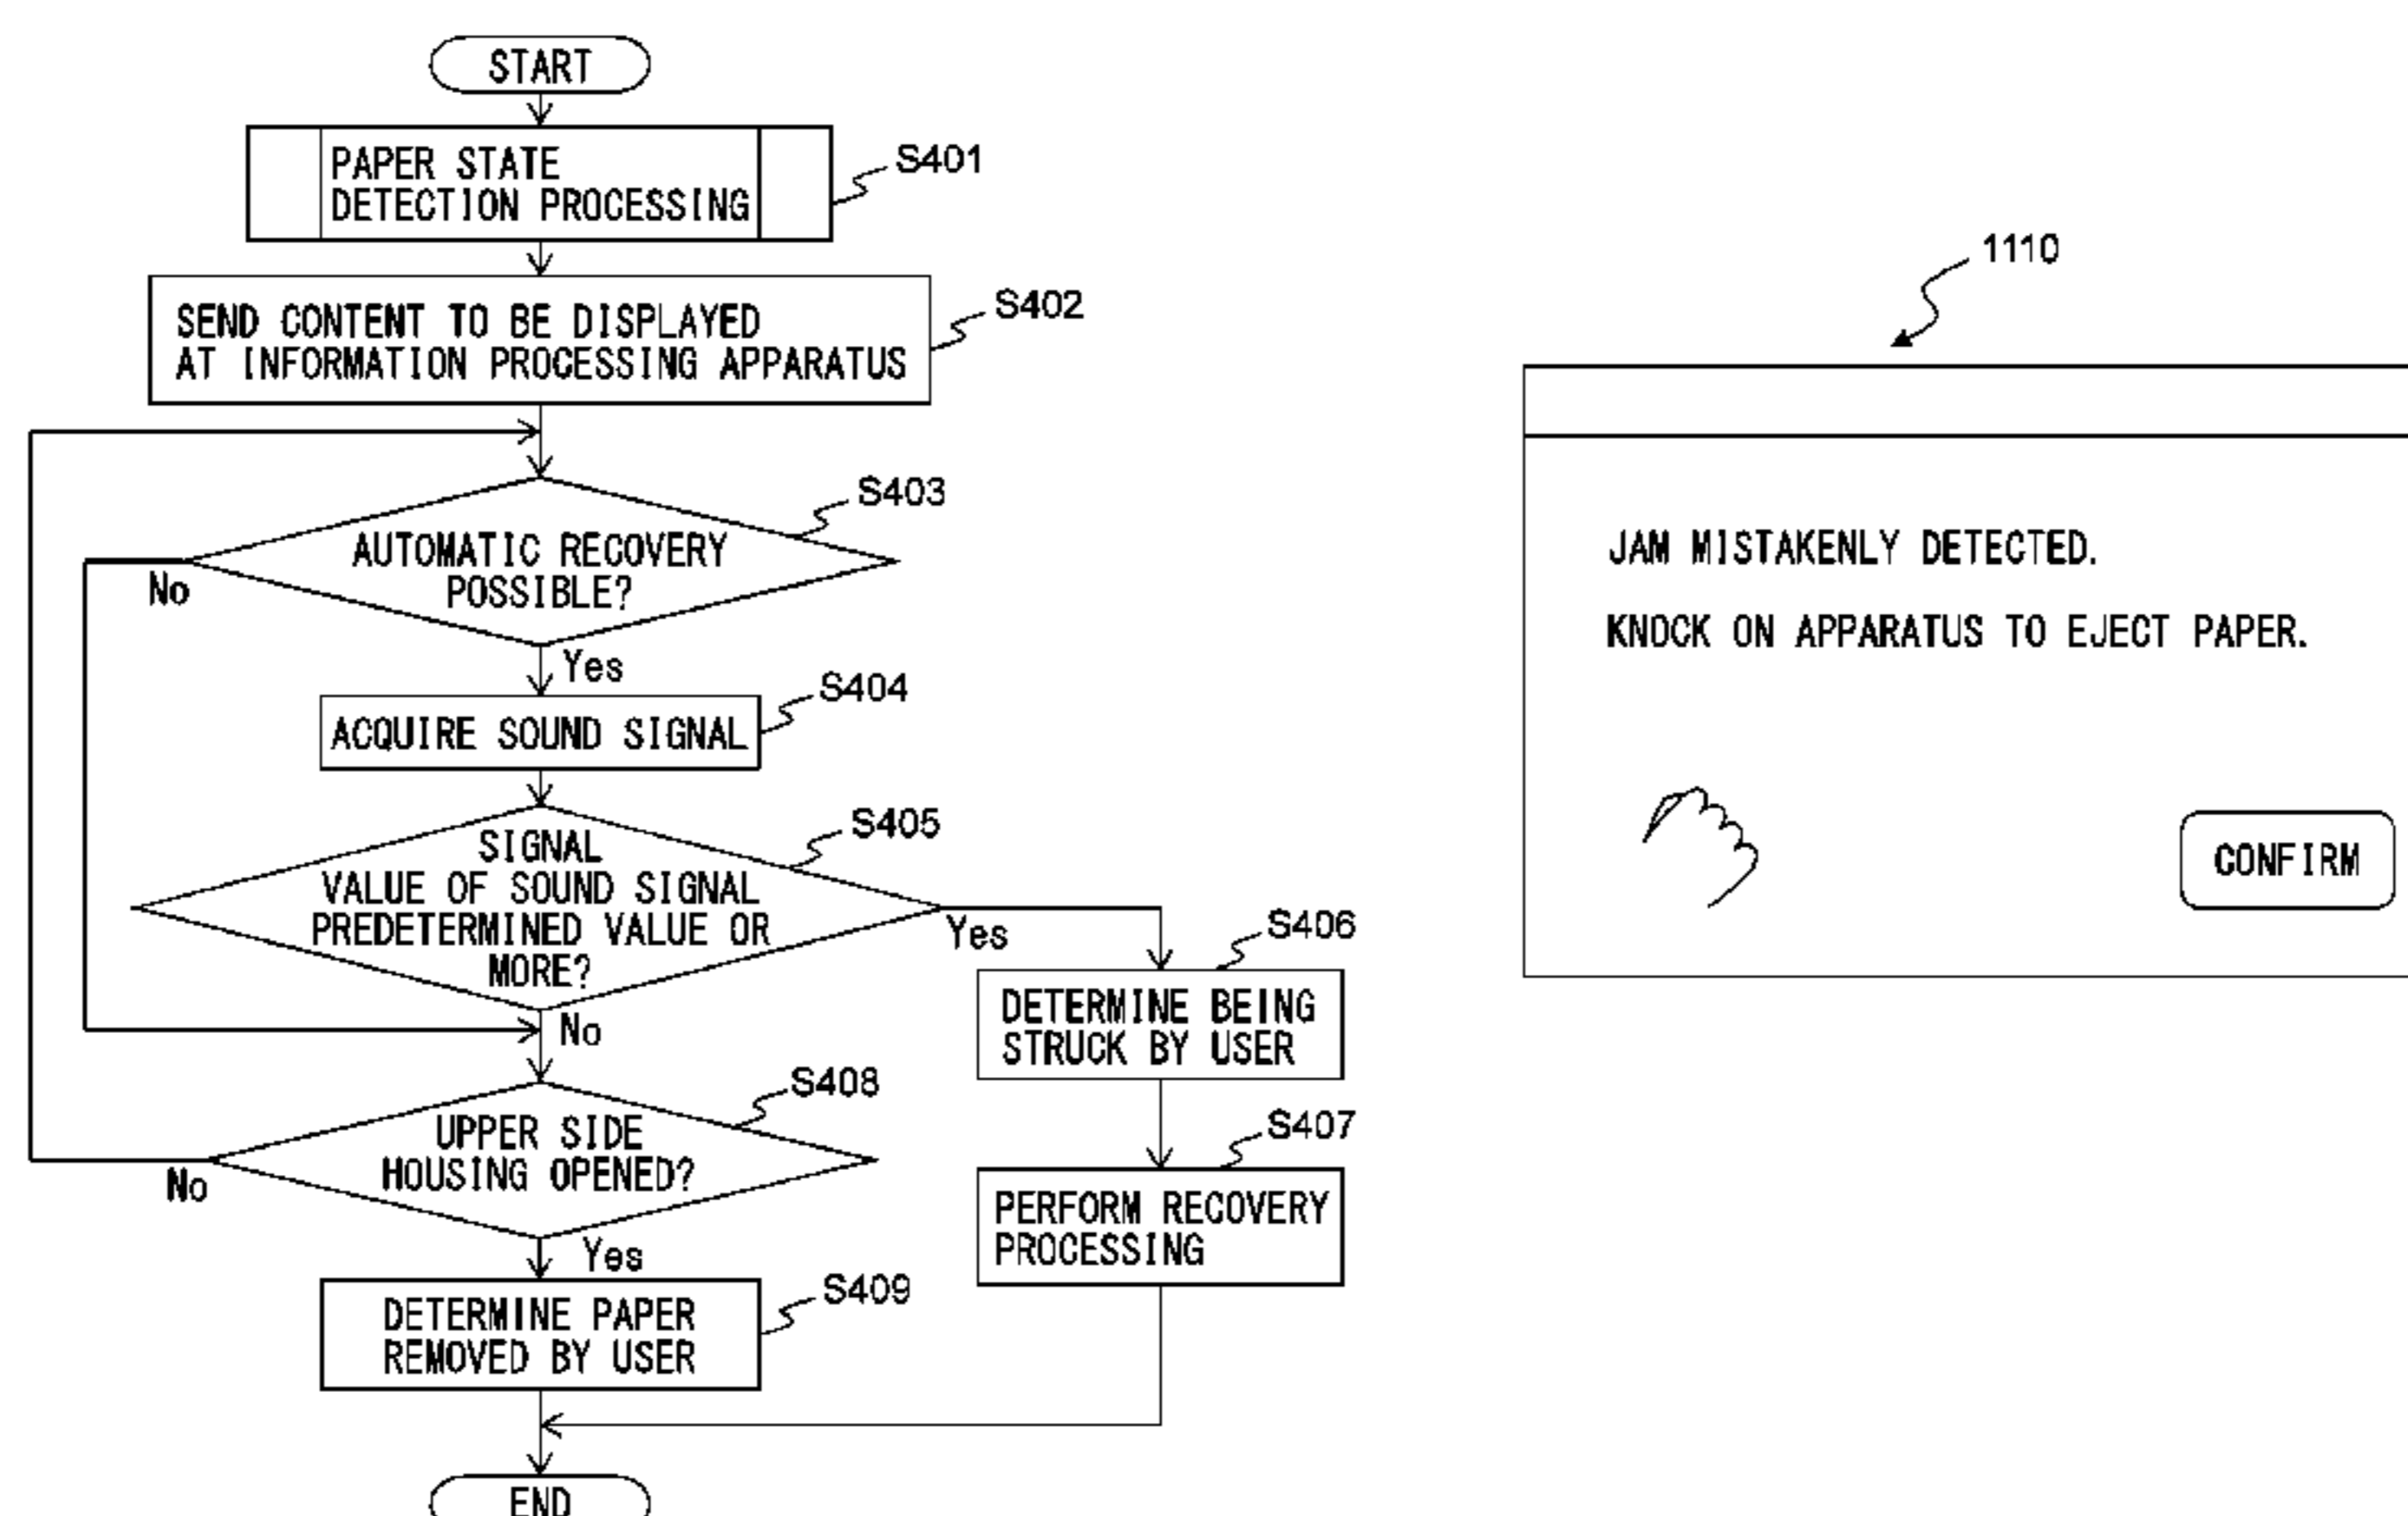 START
PAPER STATE
DETECTION PROCESSING
S401
SEND CONTENT TO BE DISPLAYED
AT INFORMATION PROCESSING APPARATUS
S402
AUTOMATIC RECOVERY
POSSIBLE?
S403
No
Yes
ACQUIRE SOUND SIGNAL
S404
SIGNAL
VALUE OF SOUND SIGNAL
PREDETERMINED VALUE OR
MORE?
S405
Yes
No
DETERMINE BEING
STRUCK BY USER
S406
PERFORM RECOVERY
PROCESSING
S407
UPPER SIDE
HOUSING OPENED?
S408
No
Yes
DETERMINE PAPER
REMOVED BY USER
S409
END
1110
JAM MISTAKENLY DETECTED.
KNOCK ON APPARATUS TO EJECT PAPER.
CONFIRM